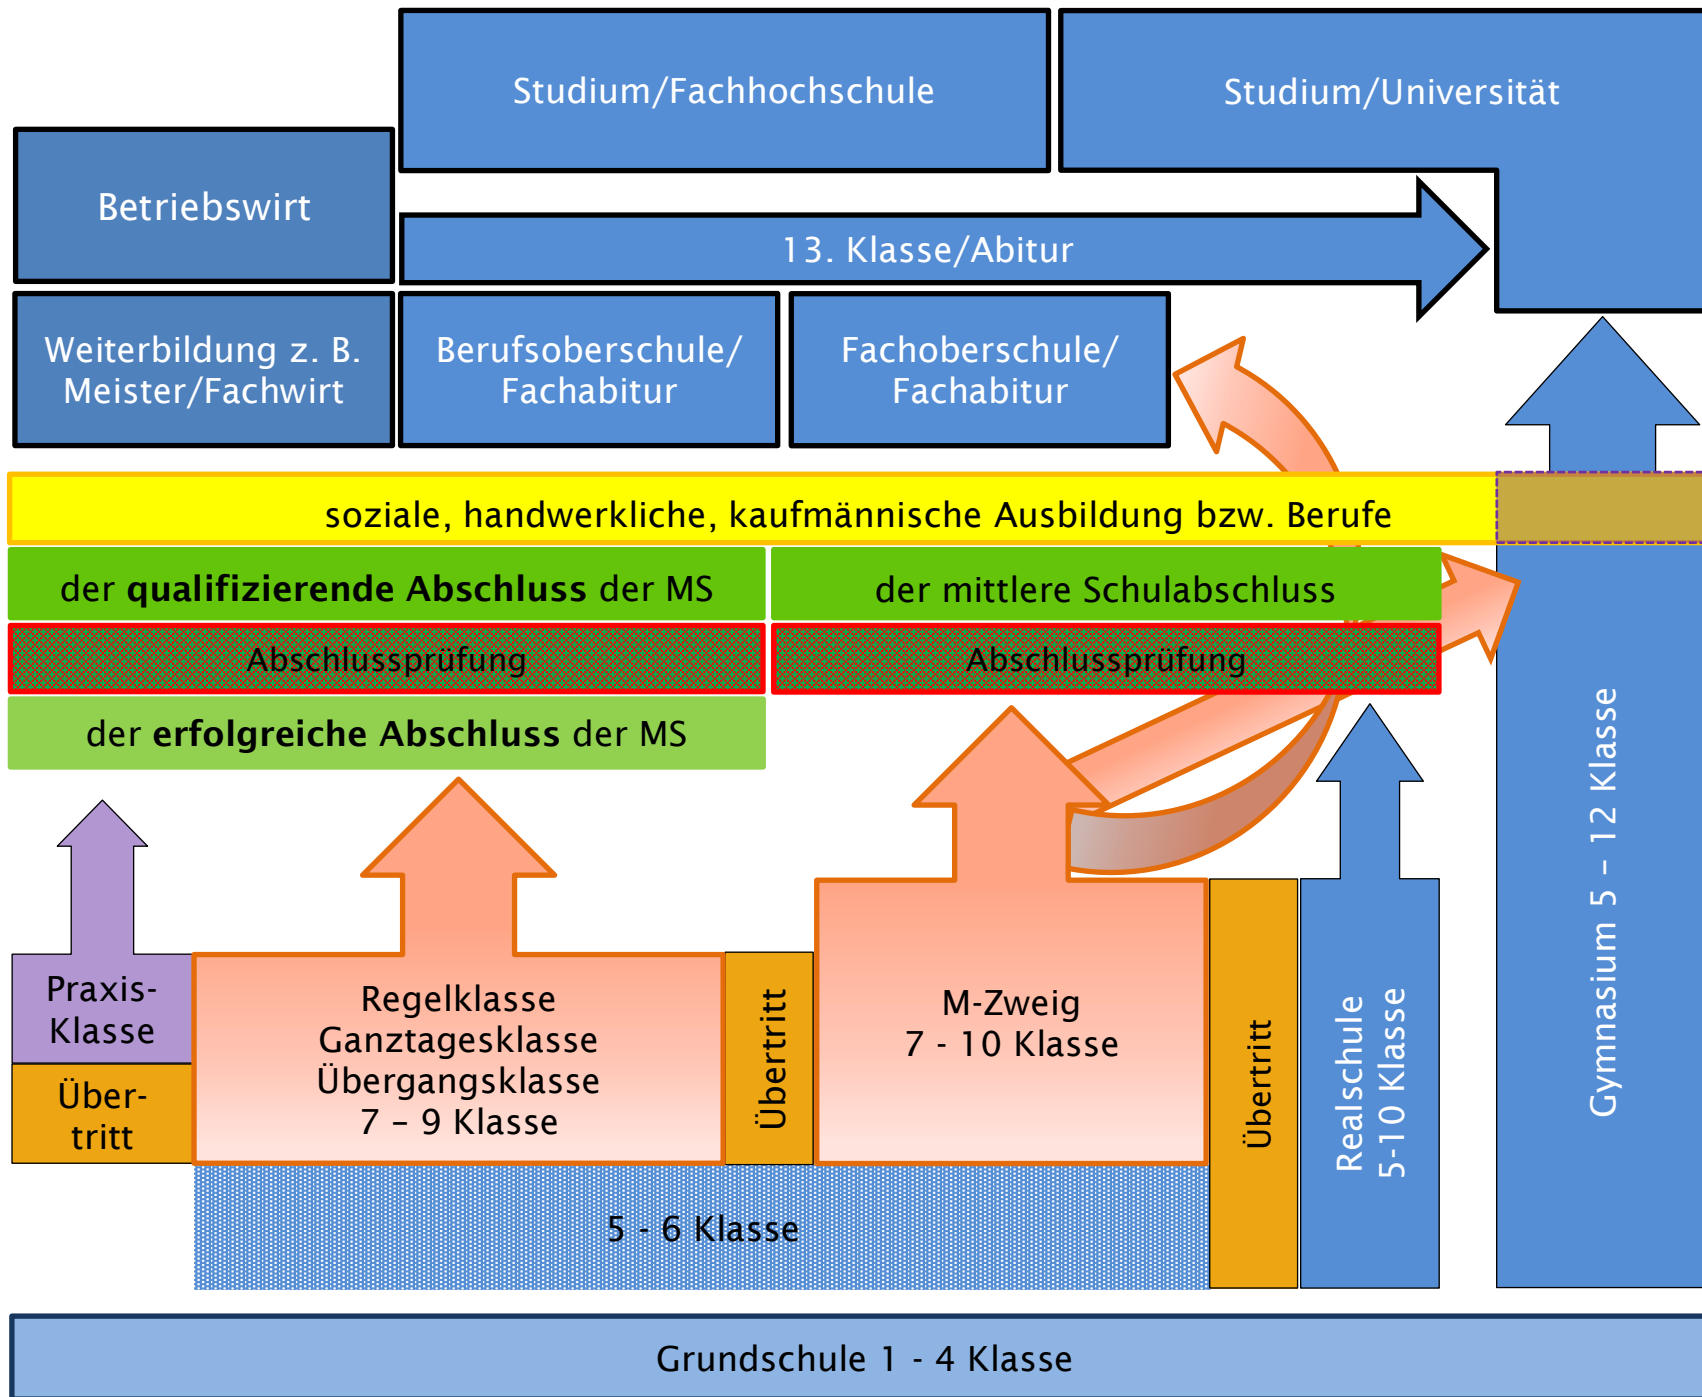 Studium/Fachhochschule
Studium/Universität
Betriebswirt
13. Klasse/Abitur
Weiterbildung z. B.
Meister/Fachwirt
Berufsoberschule/
Fachabitur
Fachoberschule/
Fachabitur
soziale, handwerkliche, kaufmännische Ausbildung bzw. Berufe
der qualifizierende Abschluss der MS
der mittlere Schulabschluss
Abschlussprüfung
Abschlussprüfung
der erfolgreiche Abschluss der MS
Praxis-
Klasse
Über-
tritt
Regelklasse
Ganztagesklasse
Übergangsklasse
7 – 9 Klasse
Übertritt
M-Zweig
7 - 10 Klasse
Übertritt
Realschule
5-10 Klasse
Gymnasium 5 – 12 Klasse
5 - 6 Klasse
Grundschule 1 - 4 Klasse